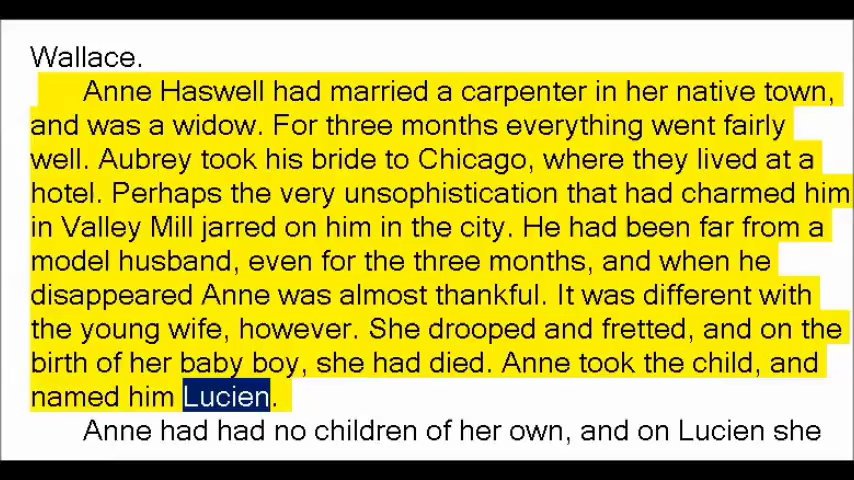 Wallace.
Anne Haswell had married a carpenter in her native town,
and was a widow. For three months everything went fairly
well. Aubrey took his bride to Chicago, where they lived at a
hotel. Perhaps the very unsophistication that had charmed him
in Valley Mill jarred on him in the city. He had been far from a
model husband, even for the three months, and when he
disappeared Anne was almost thankful. It was different with
the young wife, however. She drooped and fretted, and on the
birth of her baby boy, she had died. Anne took the child, and
named him Lucien.
Anne had had no children of her own, and on Lucien she